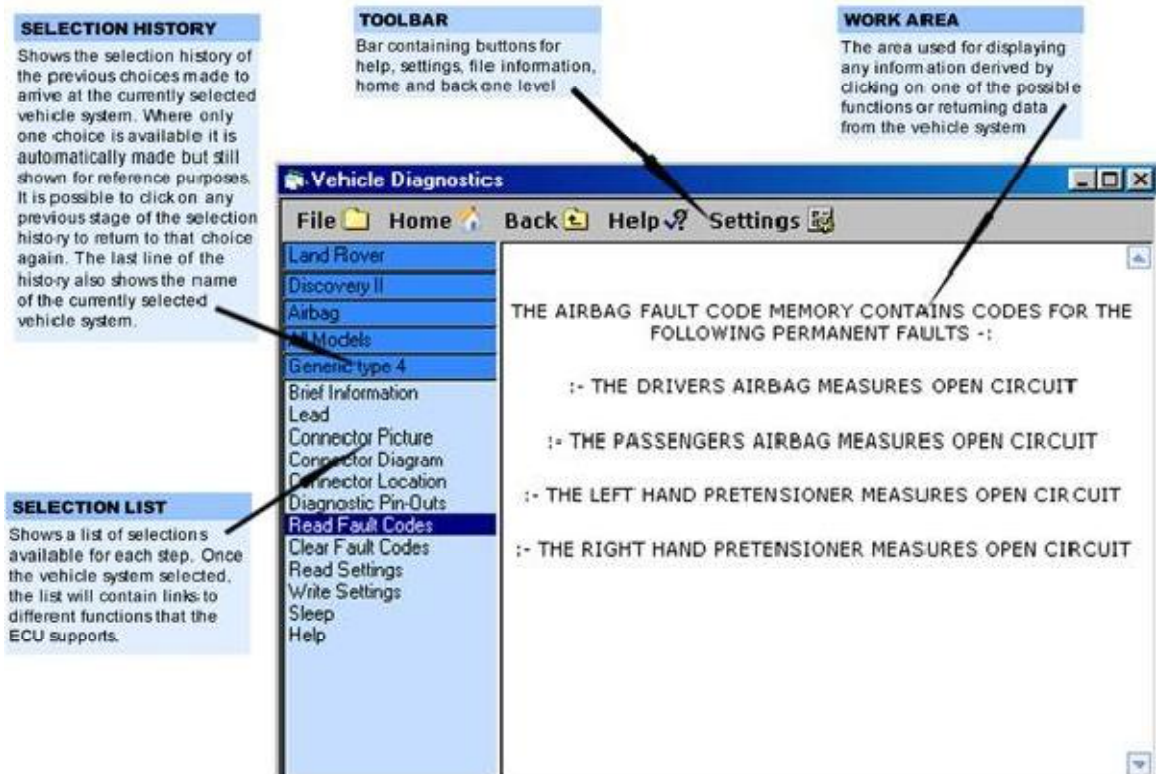 SELECTION HISTORY
Shows the selection history of
the previous choices made to
arrive at the currently selected
vehicle system. Where only
one choice is available it is
automatically made but still
shown for reference purposes.
It is possible to click on any
previous stage of the selection
history to return to that choice
again. The last line of the
history also shows the name
of the currently selected
vehicle system.
TOOLBAR
Bar containing buttons for
help, settings, file information,
home and back one level
WORK AREA
The area used for displaying
any information derived by
clicking on one of the possible
functions or returning data
from the vehicle system
Vehicle Diagnostics
File Home Back Help Settings
Land Rover
Discovery II
Airbag
All Models
Generic type 4
Brief Information
Lead
Connector Picture
Connector Diagram
Connector Location
Diagnostic Pin-Outs
Read Fault Codes
Clear Fault Codes
Read Settings
Write Settings
Sleep
Help
THE AIRBAG FAULT CODE MEMORY CONTAINS CODES FOR THE
FOLLOWING PERMANENT FAULTS -:
:- THE DRIVERS AIRBAG MEASURES OPEN CIRCUIT
:- THE PASSENGERS AIRBAG MEASURES OPEN CIRCUIT
:- THE LEFT HAND PRETENSIONER MEASURES OPEN CIRCUIT
:- THE RIGHT HAND PRETENSIONER MEASURES OPEN CIRCUIT
SELECTION LIST
Shows a list of selections
available for each step. Once
the vehicle system selected,
the list will contain links to
different functions that the
ECU supports.